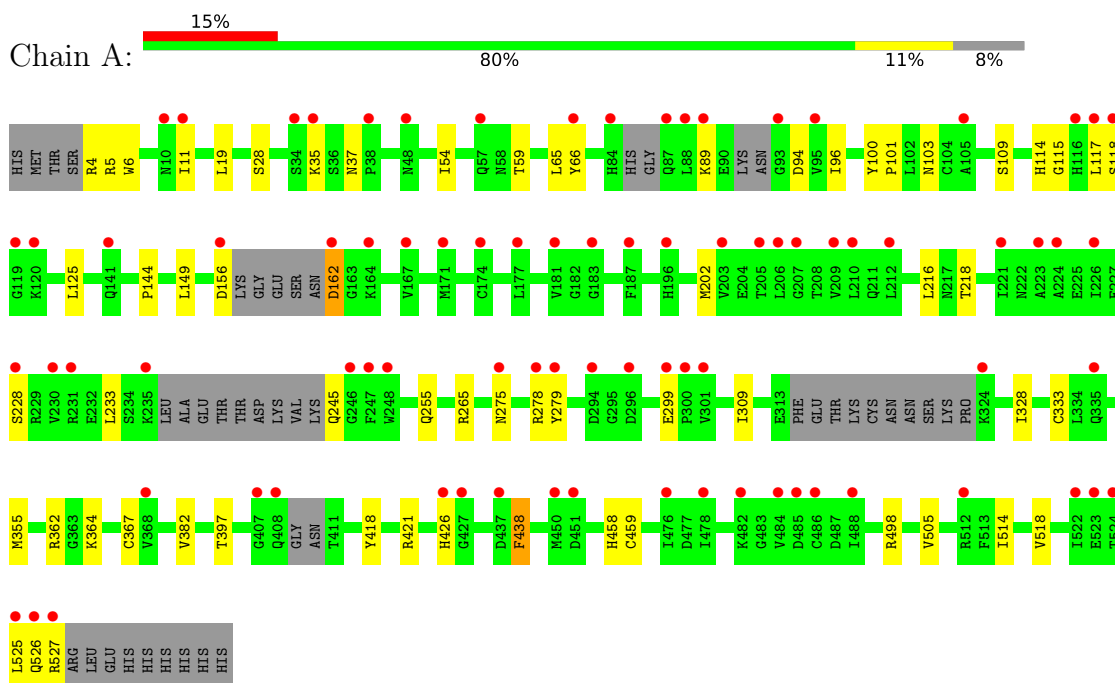 15%
Chain A:
80% 11% 8%
HIS MET THR SER R4 R5 W6 N10 I11 L19 S28 S34 K35 S36 N37 P38 N48 I54 Q57 N58 T59 L65 Y66 H84 HIS GLY Q87 L88 K89 E90 LYS ASN G93 D94 V95 I96 Y100 P101 L102 N103 C104 A105 S109 H114 G115 H116 L117 S118
G119 K120 L125 Q141 P144 L149 D156 LYS GLY GLU SER ASN D162 G163 K164 V167 M171 C174 L177 V181 G182 G183 F187 H196 M202 V203 E204 T205 L206 G207 T208 V209 L210 Q211 L212 L216 N217 T218 I221 N222 A223 A224 E225 I226 E227
S228 R229 V230 R231 E232 L233 S234 K235 LEU ALA GLU THR THR ASP LYS VAL LYS Q245 G246 F247 W248 Q255 R265 N275 R278 Y279 D294 G295 D296 E299 P300 V301 I309 E313 PHE GLU THR LYS CYS ASN ASN SER LYS PRO K324 I328 C333 L334 Q335
M355 R362 G363 K364 C367 V368 V382 T397 G407 Q408 GLY ASN T411 Y418 R421 H426 G427 D437 F438 M450 D451 H458 C459 I476 D477 I478 K482 G483 V484 D485 C486 D487 I488 R498 V505 R512 F513 I514 V518 I522 E523 T524
L525 Q526 R527 ARG LEU GLU HIS HIS HIS HIS HIS HIS